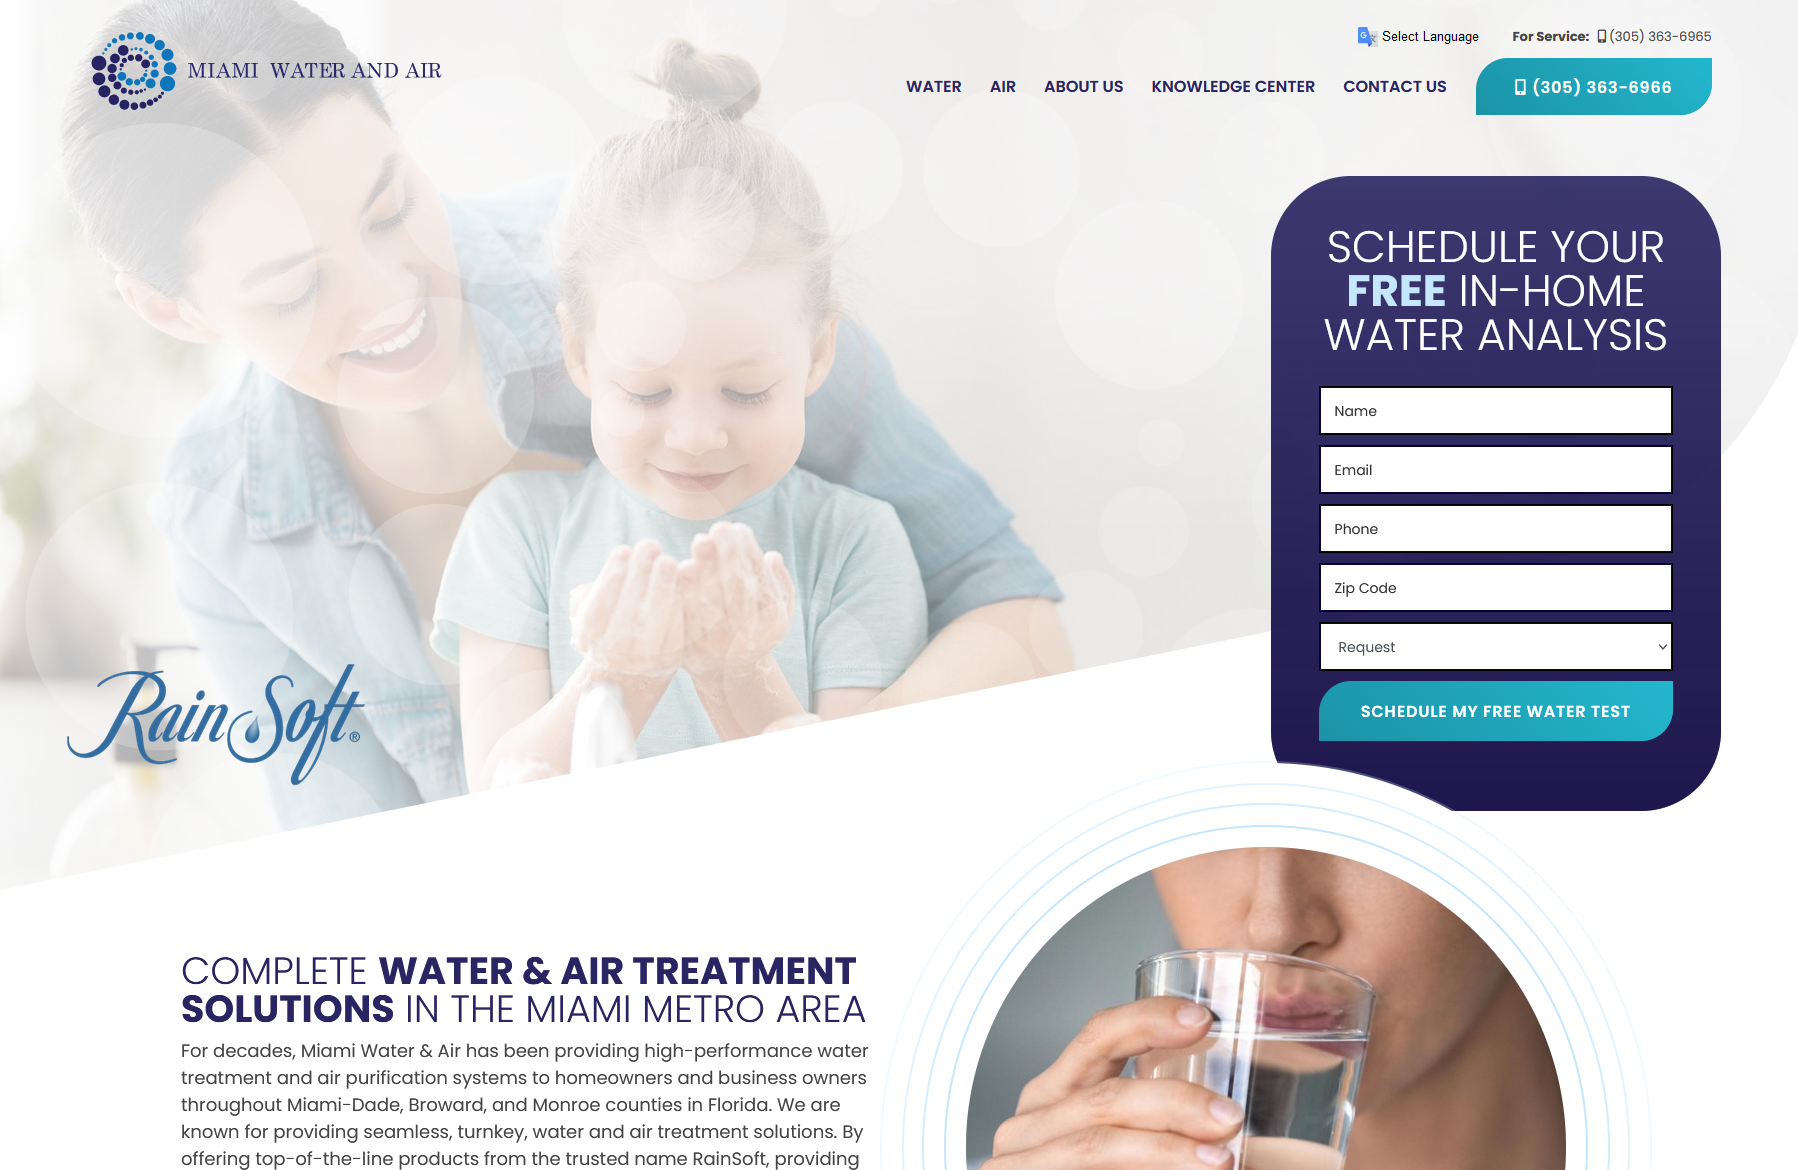 MIAMI WATER AND AIR
Select Language
For Service: (305) 363-6965
WATER AIR ABOUT US KNOWLEDGE CENTER CONTACT US (305) 363-6966
SCHEDULE YOUR
FREE IN-HOME
WATER ANALYSIS
Name
Email
Phone
Zip Code
Request
SCHEDULE MY FREE WATER TEST
RainSoft®
COMPLETE WATER & AIR TREATMENT
SOLUTIONS IN THE MIAMI METRO AREA
For decades, Miami Water & Air has been providing high-performance water
treatment and air purification systems to homeowners and business owners
throughout Miami-Dade, Broward, and Monroe counties in Florida. We are
known for providing seamless, turnkey, water and air treatment solutions. By
offering top-of-the-line products from the trusted name RainSoft, providing